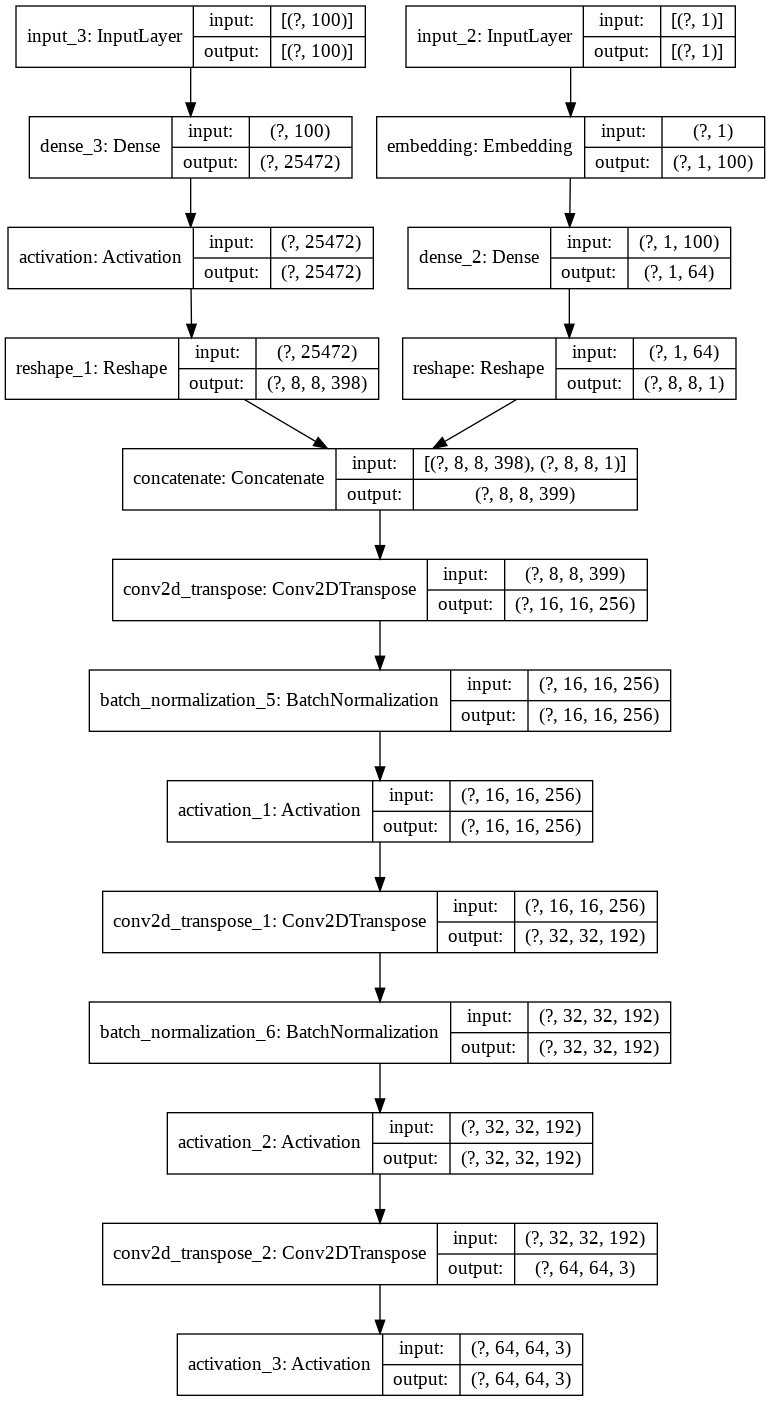 input_3: InputLayer
input: [(?, 100)]
output: [(?, 100)]
input_2: InputLayer
input: [(?, 1)]
output: [(?, 1)]
dense_3: Dense
input: (?, 100)
output: (?, 25472)
embedding: Embedding
input: (?, 1)
output: (?, 1, 100)
activation: Activation
input: (?, 25472)
output: (?, 25472)
dense_2: Dense
input: (?, 1, 100)
output: (?, 1, 64)
reshape_1: Reshape
input: (?, 25472)
output: (?, 8, 8, 398)
reshape: Reshape
input: (?, 1, 64)
output: (?, 8, 8, 1)
concatenate: Concatenate
input: [(?, 8, 8, 398), (?, 8, 8, 1)]
output: (?, 8, 8, 399)
conv2d_transpose: Conv2DTranspose
input: (?, 8, 8, 399)
output: (?, 16, 16, 256)
batch_normalization_5: BatchNormalization
input: (?, 16, 16, 256)
output: (?, 16, 16, 256)
activation_1: Activation
input: (?, 16, 16, 256)
output: (?, 16, 16, 256)
conv2d_transpose_1: Conv2DTranspose
input: (?, 16, 16, 256)
output: (?, 32, 32, 192)
batch_normalization_6: BatchNormalization
input: (?, 32, 32, 192)
output: (?, 32, 32, 192)
activation_2: Activation
input: (?, 32, 32, 192)
output: (?, 32, 32, 192)
conv2d_transpose_2: Conv2DTranspose
input: (?, 32, 32, 192)
output: (?, 64, 64, 3)
activation_3: Activation
input: (?, 64, 64, 3)
output: (?, 64, 64, 3)